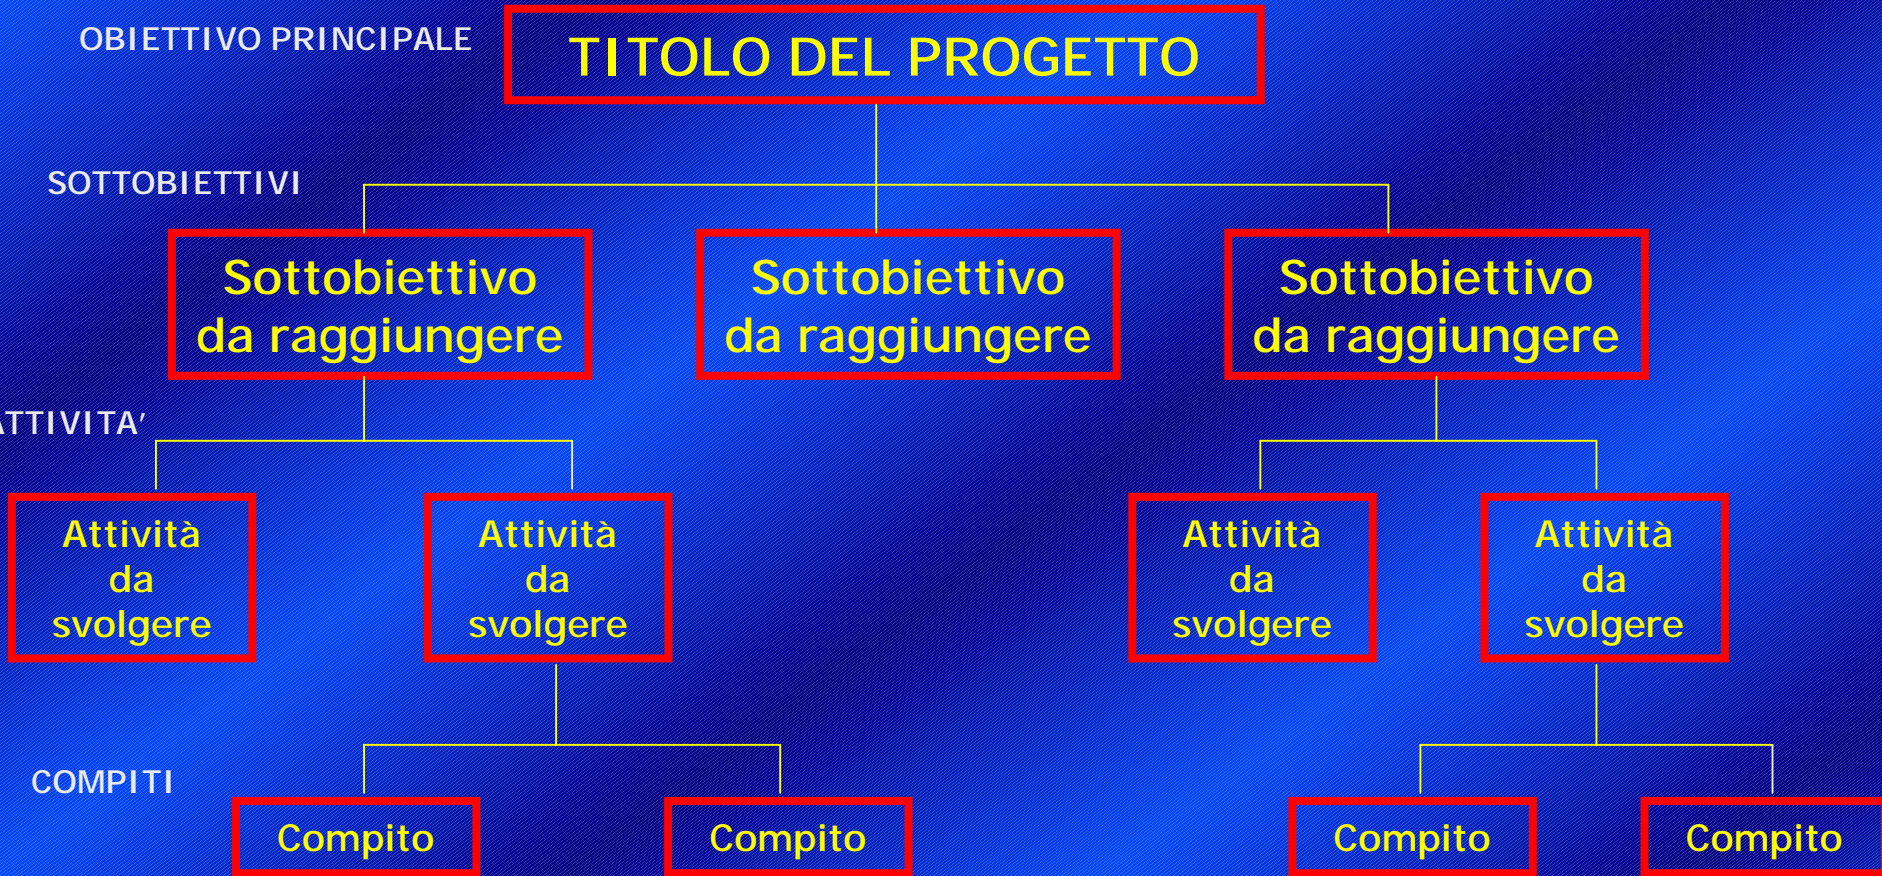 OBIETTIVO PRINCIPALE
TITOLO DEL PROGETTO
SOTTOBIETTIVI
Sottobiettivo
da raggiungere
Sottobiettivo
da raggiungere
Sottobiettivo
da raggiungere
ATTIVITA’
Attività
da
svolgere
Attività
da
svolgere
Attività
da
svolgere
Attività
da
svolgere
COMPITI
Compito
Compito
Compito
Compito